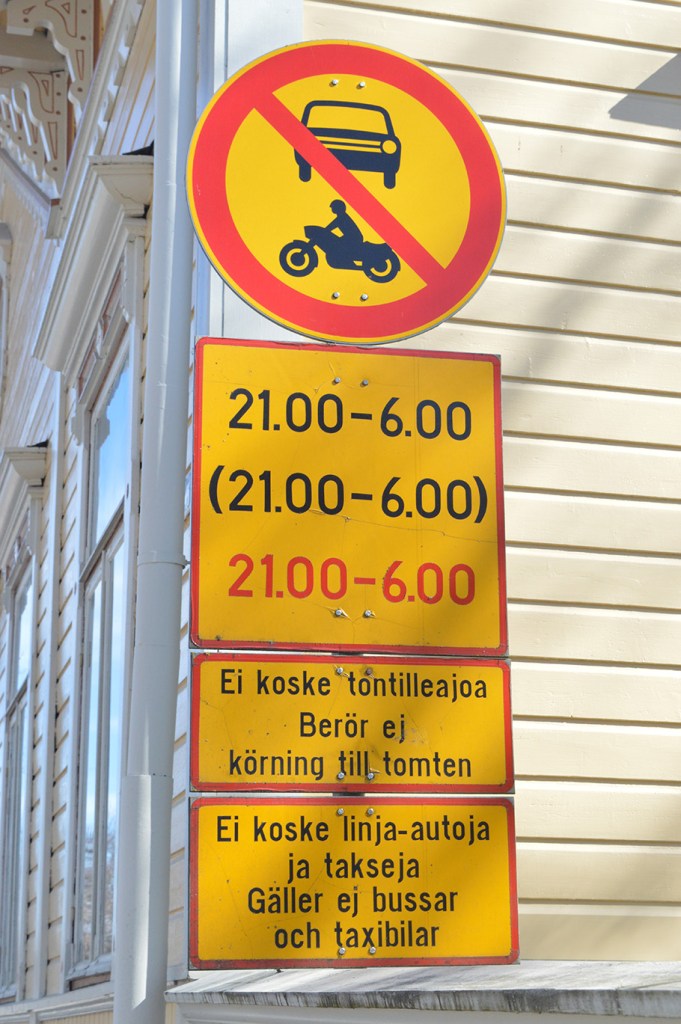 21.00-6.00
(21.00-6.00)
21.00-6.00
Ei koske tontilleajoa
Berör ej
körning till tomten
Ei koske linja-autoja
ja takseja
Gäller ej bussar
och taxibilar